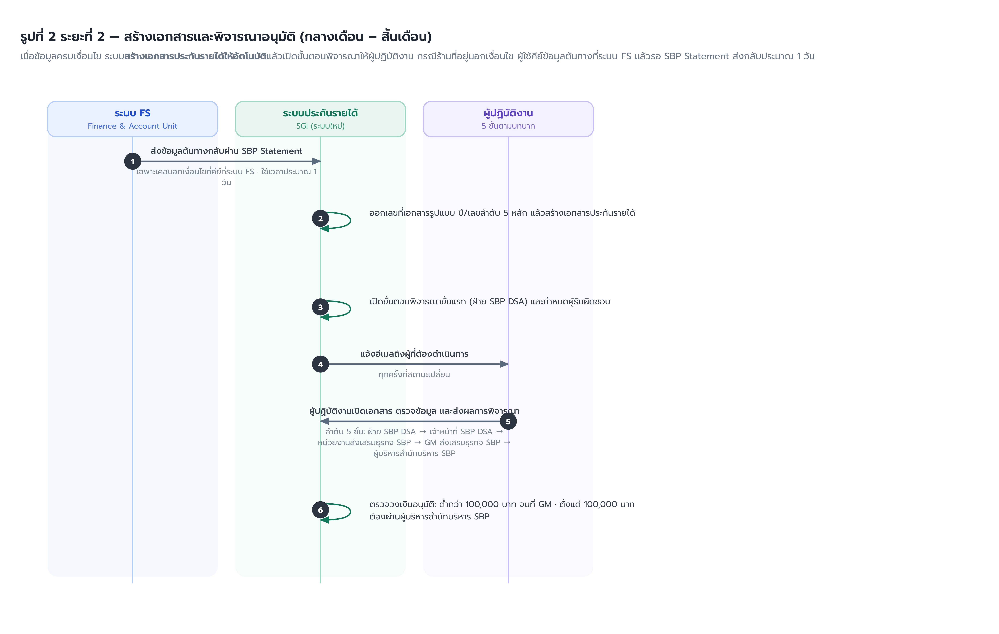 รูปที่ 2 ระยะที่ 2 — สร้างเอกสารและพิจารณาอนุมัติ (กลางเดือน – สิ้นเดือน)
เมื่อข้อมูลครบเงื่อนไข ระบบสร้างเอกสารประกันรายได้ให้อัตโนมัติแล้วเปิดขั้นตอนพิจารณาให้ผู้ปฏิบัติงาน กรณีร้านที่อยู่นอกเงื่อนไข ผู้ใช้คีย์ข้อมูลต้นทางที่ระบบ FS แล้วรอ SBP Statement ส่งกลับประมาณ 1 วัน
ระบบ FS
Finance & Account Unit
ระบบประกันรายได้
SGI (ระบบใหม่)
ผู้ปฏิบัติงาน
5 ขั้นตามบทบาท
ส่งข้อมูลต้นทางกลับผ่าน SBP Statement
1
เฉพาะเคสนอกเงื่อนไขที่คีย์ที่ระบบ FS · ใช้เวลาประมาณ 1
วัน
2
ออกเลขที่เอกสารรูปแบบ ปี/เลขลำดับ 5 หลัก แล้วสร้างเอกสารประกันรายได้
3
เปิดขั้นตอนพิจารณาขั้นแรก (ฝ่าย SBP DSA) และกำหนดผู้รับผิดชอบ
แจ้งอีเมลถึงผู้ที่ต้องดำเนินการ
4
ทุกครั้งที่สถานะเปลี่ยน
ผู้ปฏิบัติงานเปิดเอกสาร ตรวจข้อมูล และส่งผลการพิจารณา
5
ลำดับ 5 ขั้น: ฝ่าย SBP DSA → เจ้าหน้าที่ SBP DSA →
หน่วยงานส่งเสริมธุรกิจ SBP → GM ส่งเสริมธุรกิจ SBP →
ผู้บริหารสำนักบริหาร SBP
6
ตรวจวงเงินอนุมัติ: ต่ำกว่า 100,000 บาท จบที่ GM · ตั้งแต่ 100,000 บาท
ต้องผ่านผู้บริหารสำนักบริหาร SBP